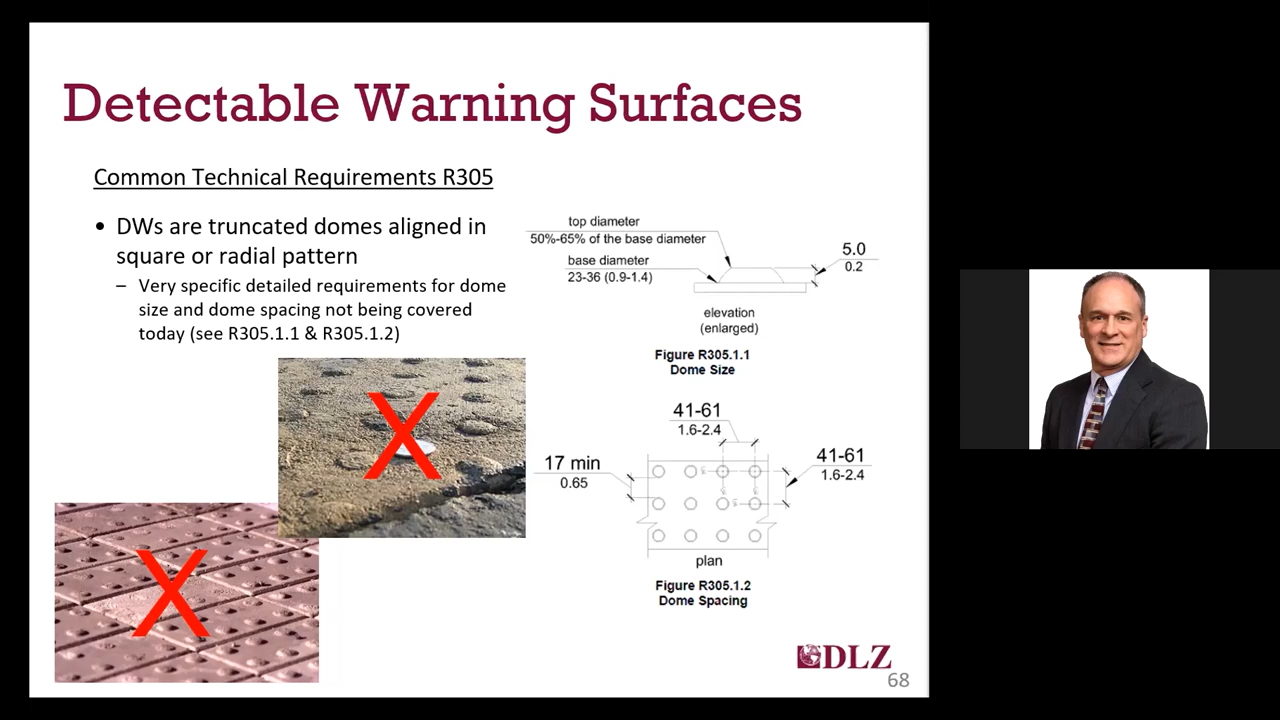 Detectable Warning Surfaces
Common Technical Requirements R305
• DWs are truncated domes aligned in
square or radial pattern
– Very specific detailed requirements for dome
size and dome spacing not being covered
today (see R305.1.1 & R305.1.2)
top diameter
50%-65% of the base diameter
base diameter
23-36 (0.9-1.4)
5.0
0.2
elevation
(enlarged)
Figure R305.1.1
Dome Size
41-61
1.6-2.4
17 min
0.65
41-61
1.6-2.4
plan
Figure R305.1.2
Dome Spacing
X
X
DLZ
68